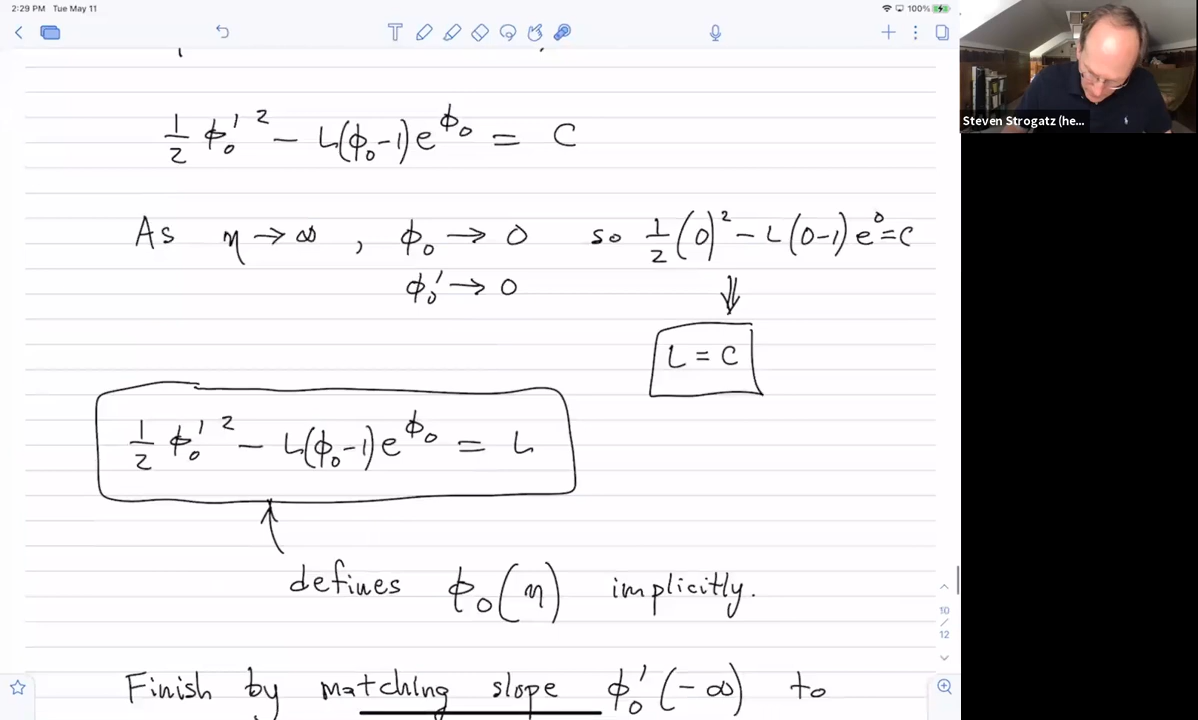 2:29 PM Tue May 11
100%
Steven Strogatz (he...
1/2 ϕ₀'² − L(ϕ₀−1)e^ϕ₀ = C
As η → ∞, ϕ₀ → 0 so 1/2 (0)² − L(0−1)e⁰ = C
ϕ₀' → 0
⇓
L = C
1/2 ϕ₀'² − L(ϕ₀−1)e^ϕ₀ = L
defines ϕ₀(η) implicitly.
10
/
12
Finish by matching slope ϕ₀'(−∞) to